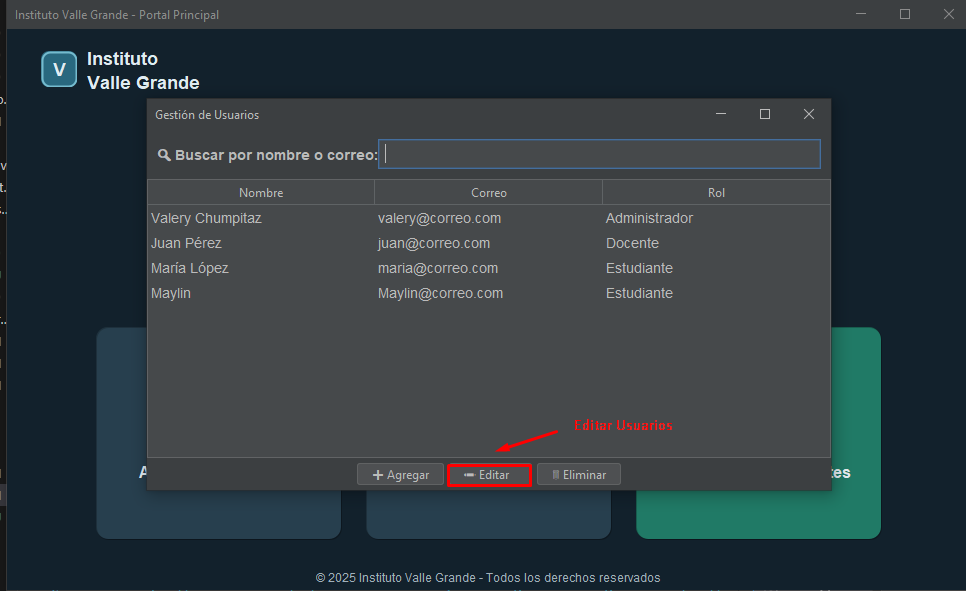 Instituto Valle Grande - Portal Principal
V
Instituto
Valle Grande
Gestión de Usuarios
Buscar por nombre o correo:
Nombre Correo Rol
Valery Chumpitaz valery@correo.com Administrador
Juan Pérez juan@correo.com Docente
María López maria@correo.com Estudiante
Maylin Maylin@correo.com Estudiante
Editar Usuarios
Agregar Editar Eliminar
© 2025 Instituto Valle Grande - Todos los derechos reservados